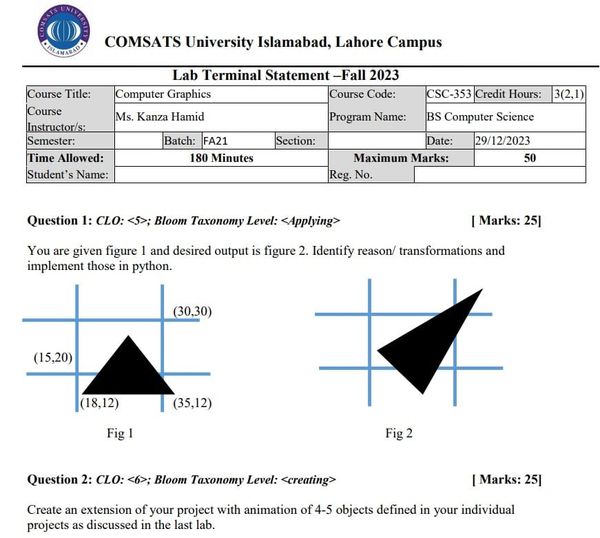 COMSATS UNIVERSITY
ISLAMABAD
COMSATS University Islamabad, Lahore Campus
Lab Terminal Statement –Fall 2023
Course Title: Computer Graphics Course Code: CSC-353 Credit Hours: 3(2,1)
Course Instructor/s: Ms. Kanza Hamid Program Name: BS Computer Science
Semester: Batch: FA21 Section: Date: 29/12/2023
Time Allowed: 180 Minutes Maximum Marks: 50
Student’s Name: Reg. No.
Question 1: CLO: <5>; Bloom Taxonomy Level: <Applying> [ Marks: 25]
You are given figure 1 and desired output is figure 2. Identify reason/ transformations and
implement those in python.
(30,30)
(15,20)
(18,12) (35,12)
Fig 1 Fig 2
Question 2: CLO: <6>; Bloom Taxonomy Level: <creating> [ Marks: 25]
Create an extension of your project with animation of 4-5 objects defined in your individual
projects as discussed in the last lab.